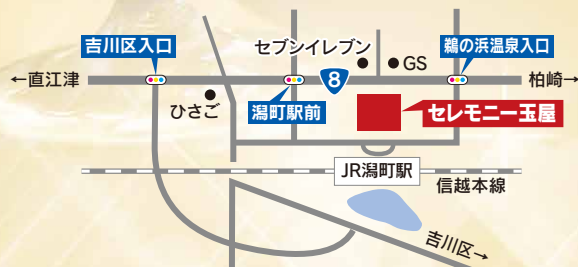 吉川区入口
セブンイレブン
GS
鵜の浜温泉入口
←直江津
8
柏崎→
ひさご
潟町駅前
セレモニー玉屋
JR潟町駅
信越本線
吉川区→